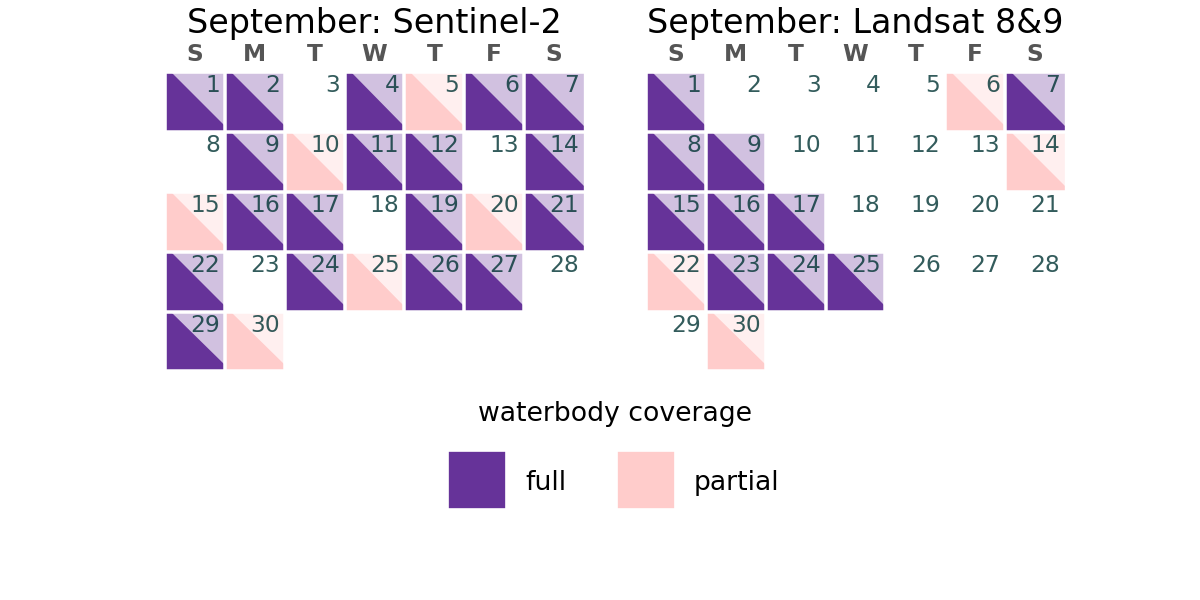 September: Sentinel-2
S M T W T F S
1 2 3 4 5 6 7
8 9 10 11 12 13 14
15 16 17 18 19 20 21
22 23 24 25 26 27 28
29 30
September: Landsat 8&9
S M T W T F S
1 2 3 4 5 6 7
8 9 10 11 12 13 14
15 16 17 18 19 20 21
22 23 24 25 26 27 28
29 30
waterbody coverage
full partial